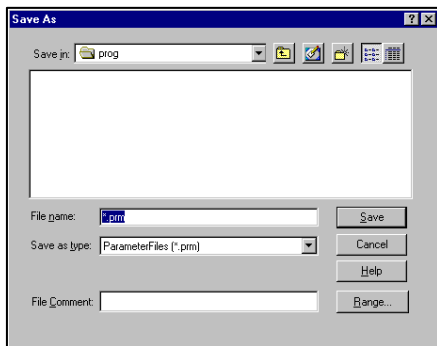 Save As
Save in: prog
File name: *.prm Save
Save as type: ParameterFiles (*.prm) Cancel
Help
File Comment: Range...